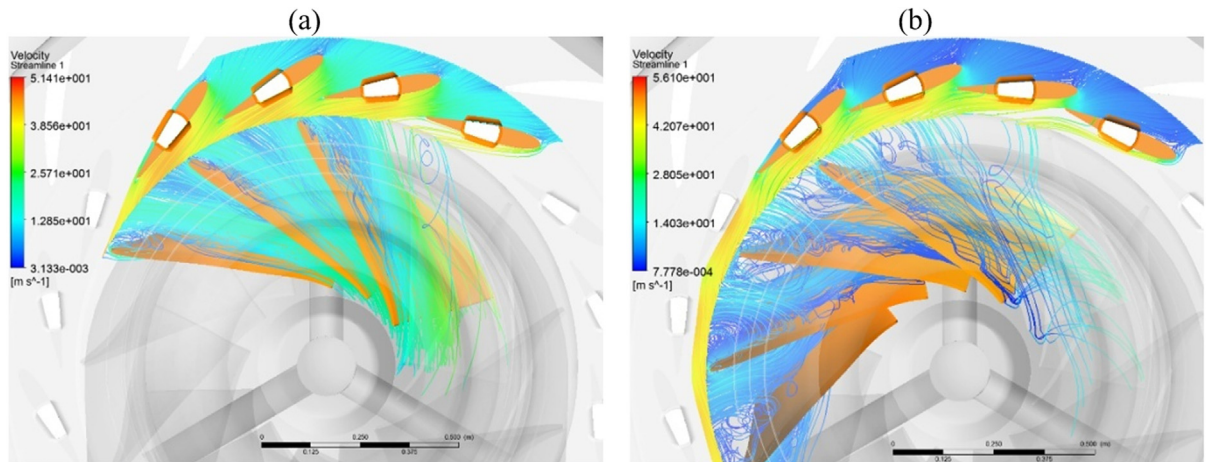 (a)
(b)
Velocity
Streamline 1
5.141e+001
3.856e+001
2.571e+001
1.285e+001
3.133e-003
[m s^-1]
0 0.250 0.500 (m)
0.125 0.375
Velocity
Streamline 1
5.610e+001
4.207e+001
2.805e+001
1.403e+001
7.778e-004
[m s^-1]
0 0.250 0.500 (m)
0.125 0.375